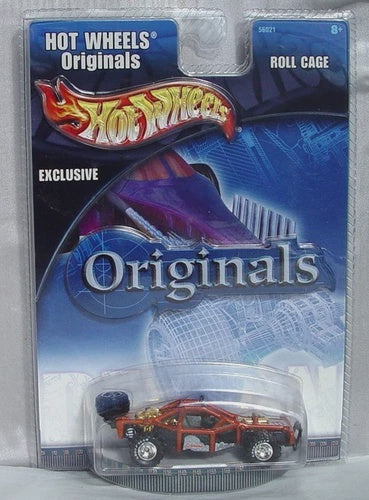 HOT WHEELS®
Originals
56021
8+
ROLL CAGE
HOT WHEELS
EXCLUSIVE
Originals